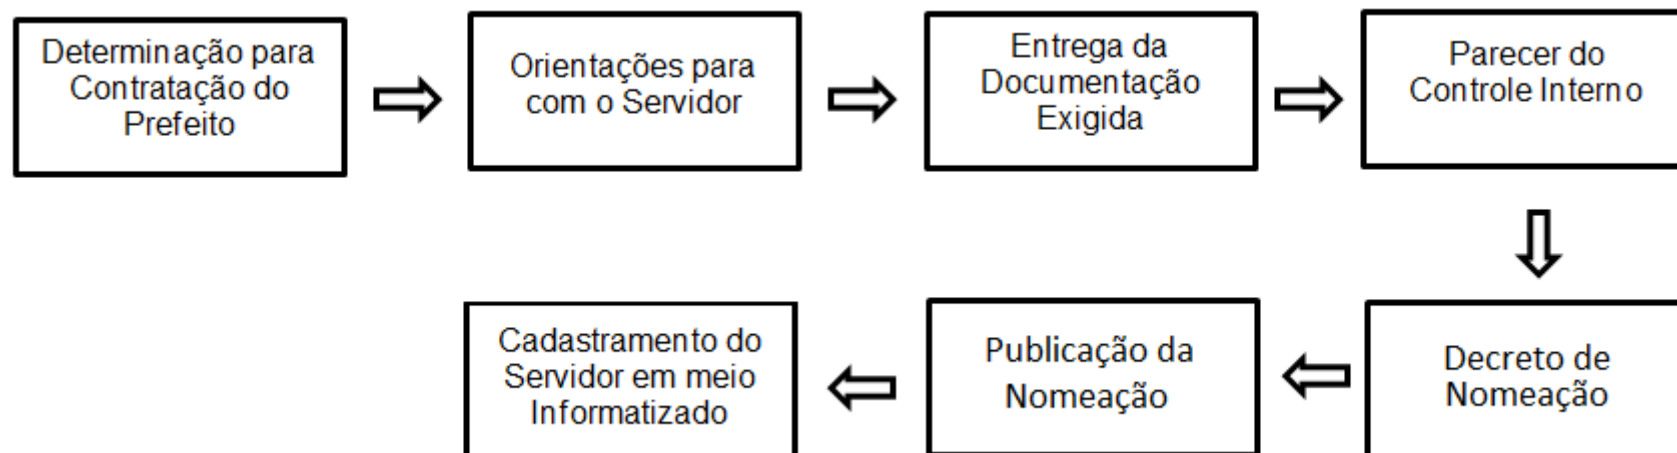 Determinação para
Contratação do
Prefeito
Orientações para
com o Servidor
Entrega da
Documentação
Exigida
Parecer do
Controle Interno
Decreto de
Nomeação
Publicação da
Nomeação
Cadastramento do
Servidor em meio
Informatizado